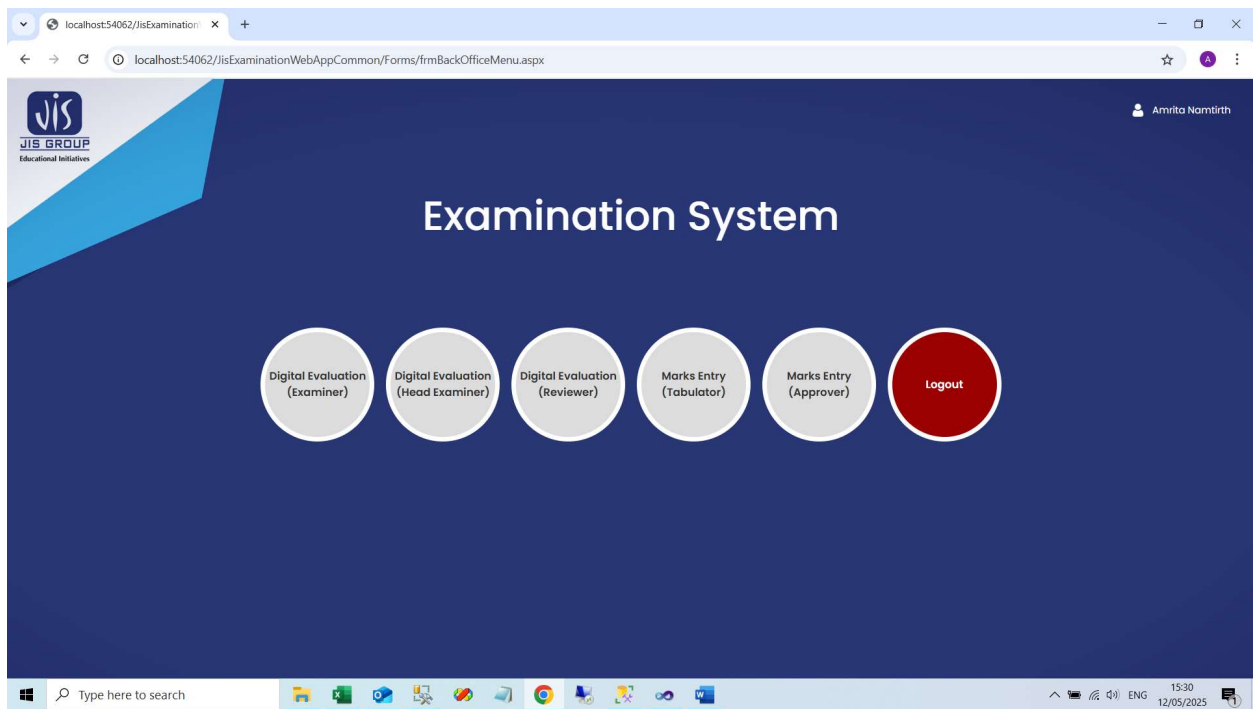 localhost:54062/JisExamination
localhost:54062/JisExaminationWebAppCommon/Forms/frmBackOfficeMenu.aspx
A
JIS
JIS GROUP
Educational Initiatives
Amrita Namtirth
Examination System
Digital Evaluation
(Examiner)
Digital Evaluation
(Head Examiner)
Digital Evaluation
(Reviewer)
Marks Entry
(Tabulator)
Marks Entry
(Approver)
Logout
Type here to search
ENG
15:30
12/05/2025
1